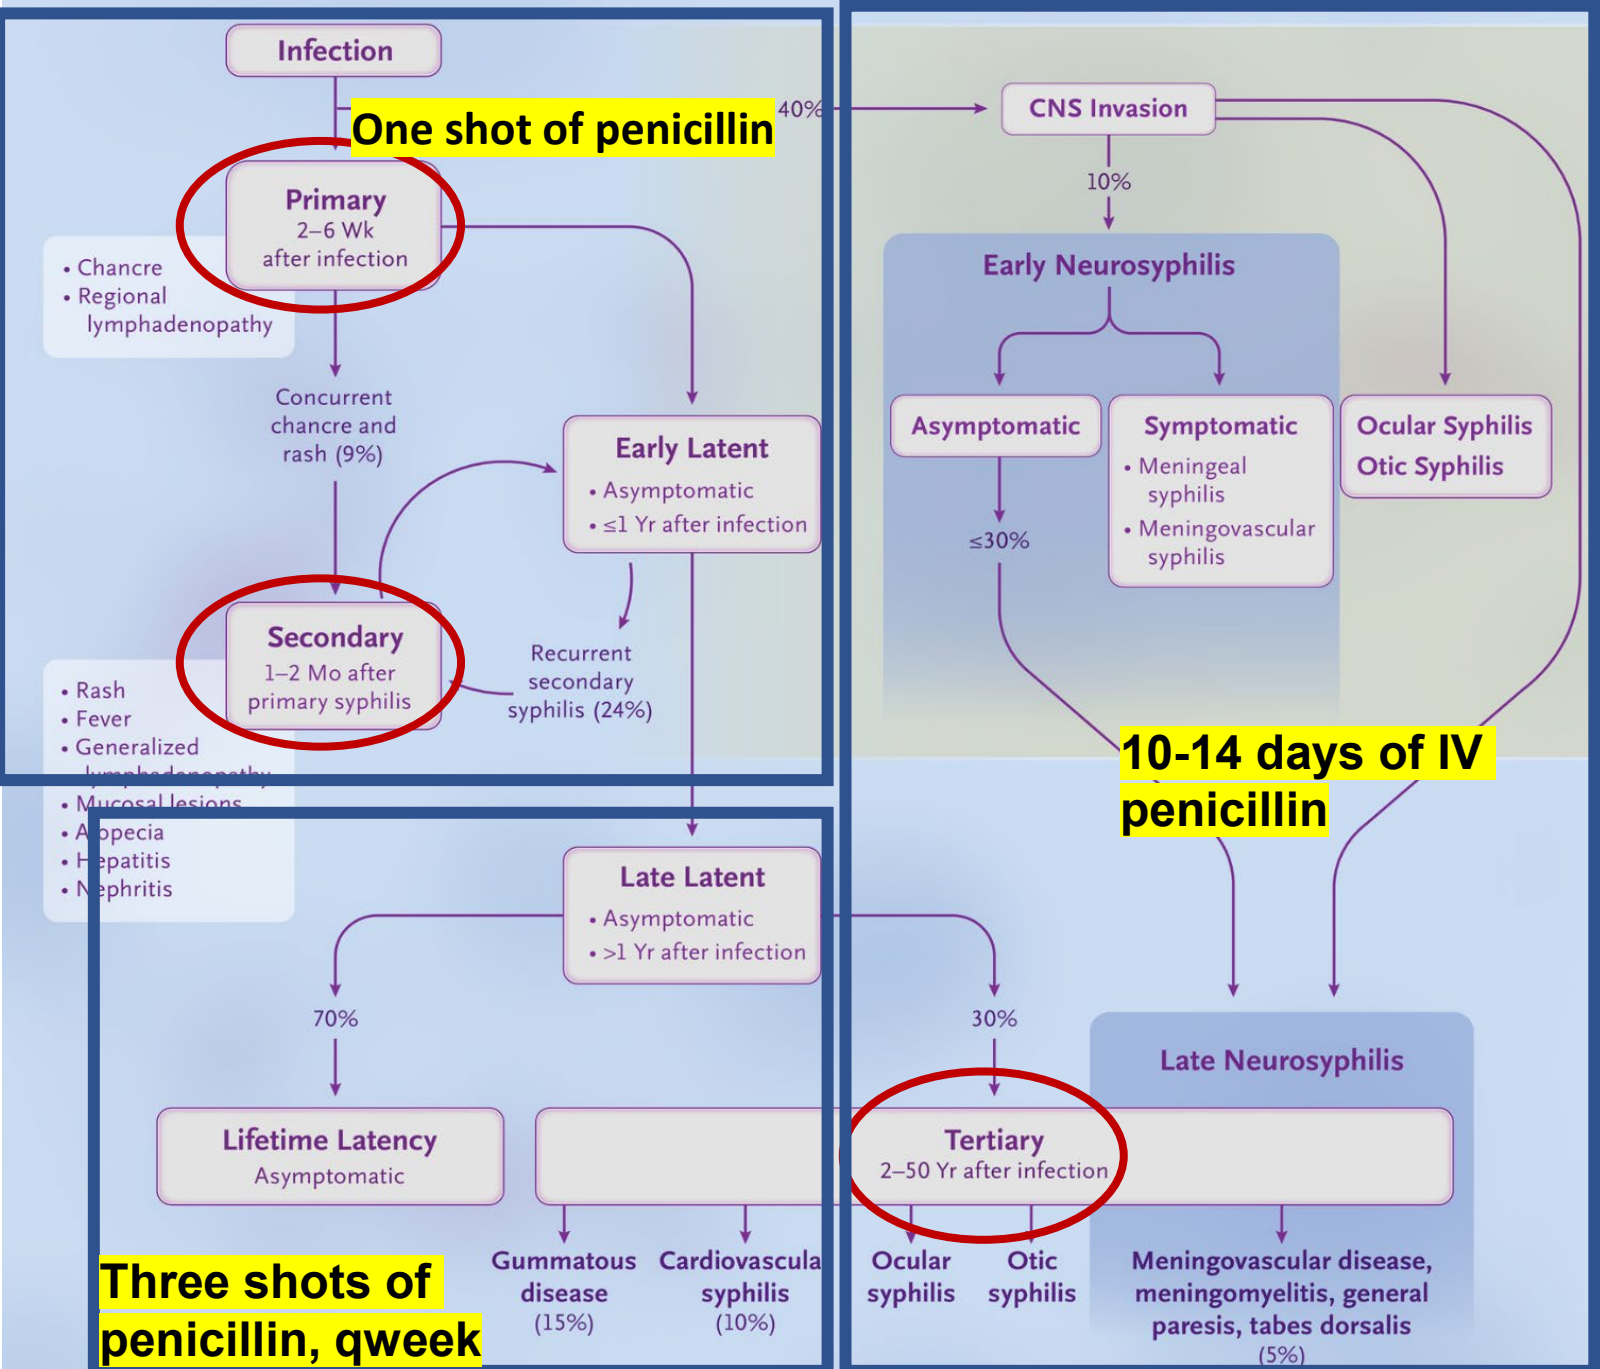 Infection
One shot of penicillin
40%
CNS Invasion
Primary
2–6 Wk
after infection
• Chancre
• Regional
lymphadenopathy
10%
Early Neurosyphilis
Concurrent
chancre and
rash (9%)
Early Latent
• Asymptomatic
• ≤1 Yr after infection
Asymptomatic
≤30%
Symptomatic
• Meningeal
syphilis
• Meningovascular
syphilis
Ocular Syphilis
Otic Syphilis
Secondary
1–2 Mo after
primary syphilis
Recurrent
secondary
syphilis (24%)
• Rash
• Fever
• Generalized
lymphadenopathy
• Mucosal lesions
• Alopecia
• Hepatitis
• Nephritis
10-14 days of IV
penicillin
Late Latent
• Asymptomatic
• >1 Yr after infection
70%
30%
Late Neurosyphilis
Lifetime Latency
Asymptomatic
Tertiary
2–50 Yr after infection
Three shots of
penicillin, qweek
Gummatous
disease
(15%)
Cardiovascula
syphilis
(10%)
Ocular
syphilis
Otic
syphilis
Meningovascular disease,
meningomyelitis, general
paresis, tabes dorsalis
(5%)